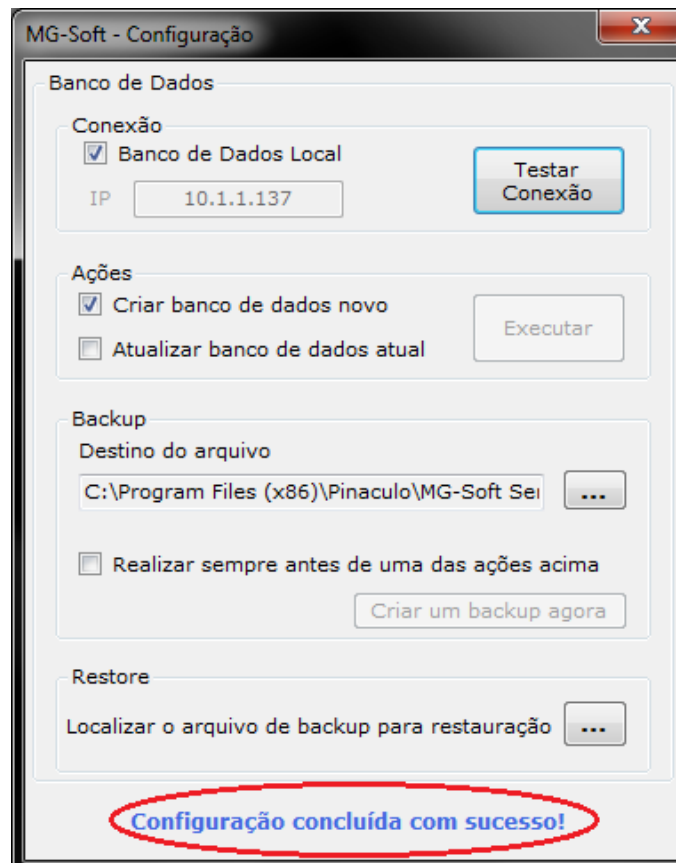 MG-Soft - Configuração
Banco de Dados
Conexão
Banco de Dados Local
IP 10.1.1.137
Testar
Conexão
Ações
Criar banco de dados novo
Atualizar banco de dados atual
Executar
Backup
Destino do arquivo
C:\Program Files (x86)\Pinaculo\MG-Soft Ser
...
Realizar sempre antes de uma das ações acima
Criar um backup agora
Restore
Localizar o arquivo de backup para restauração ...
Configuração concluída com sucesso!